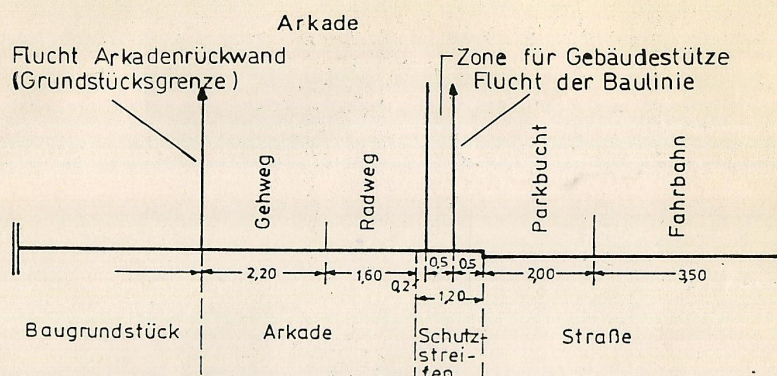 Arkade
Flucht Arkadenrückwand
(Grundstücksgrenze)
Zone für Gebäudestütze
Flucht der Baulinie
Gehweg
Radweg
Parkbucht
Fahrbahn
2,20
1,60
0,2
0,5
0,5
1,20
2,00
3,50
Baugrundstück
Arkade
Schutz-
strei-
fen
Straße